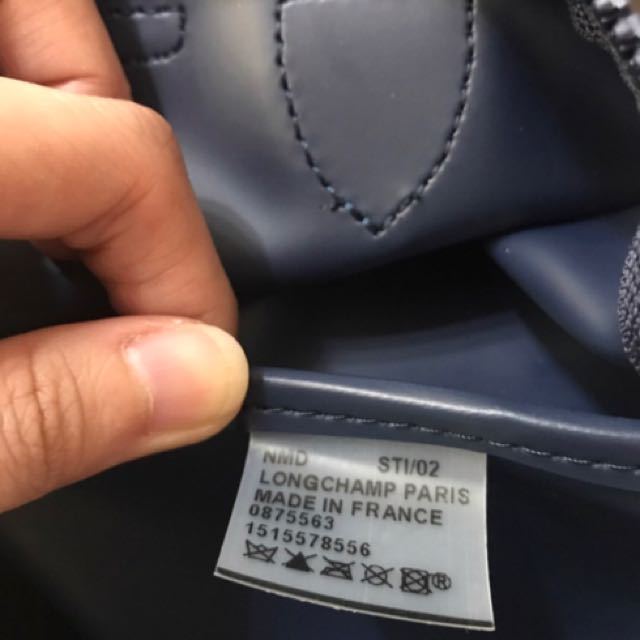 NMD STI/02
LONGCHAMP PARIS
MADE IN FRANCE
0875563
1515578556
®